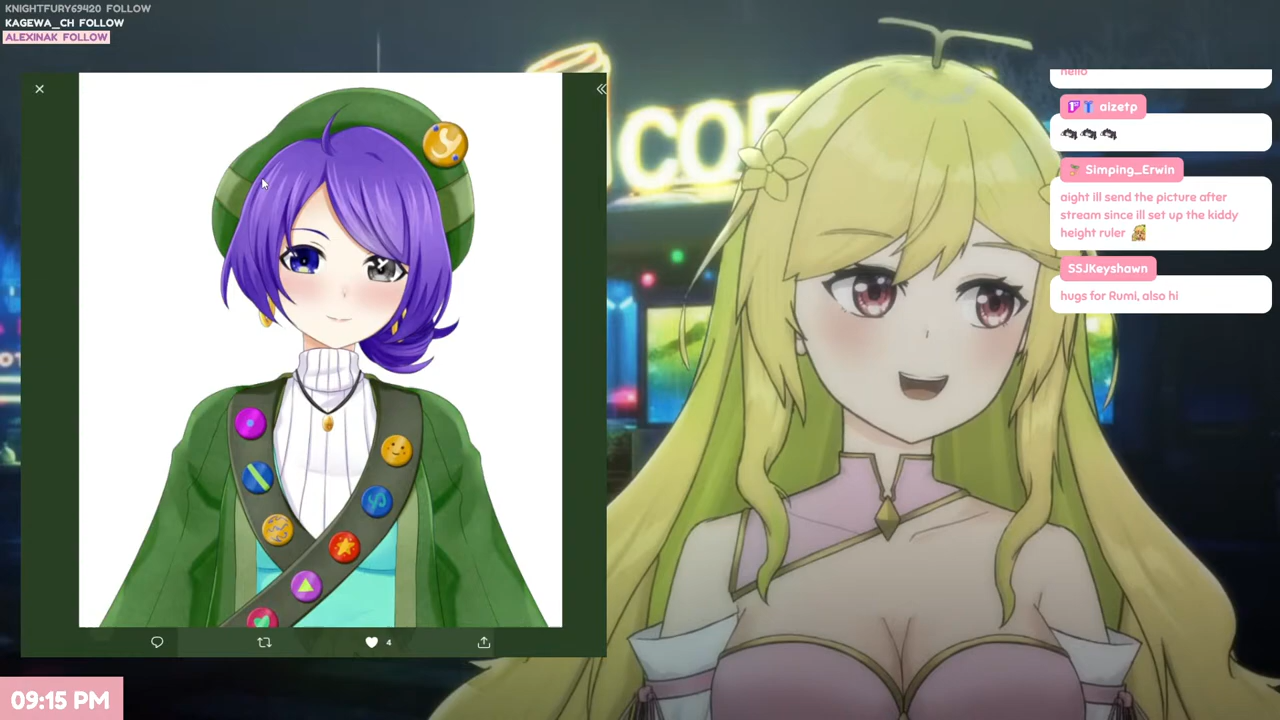 KNIGHTFURY69420 FOLLOW
KAGEWA_CH FOLLOW
ALEXINAK FOLLOW
hello
aizetp
Simping_Erwin
aight ill send the picture after
stream since ill set up the kiddy
height ruler
SSJKeyshawn
hugs for Rumi, also hi
4
09:15 PM